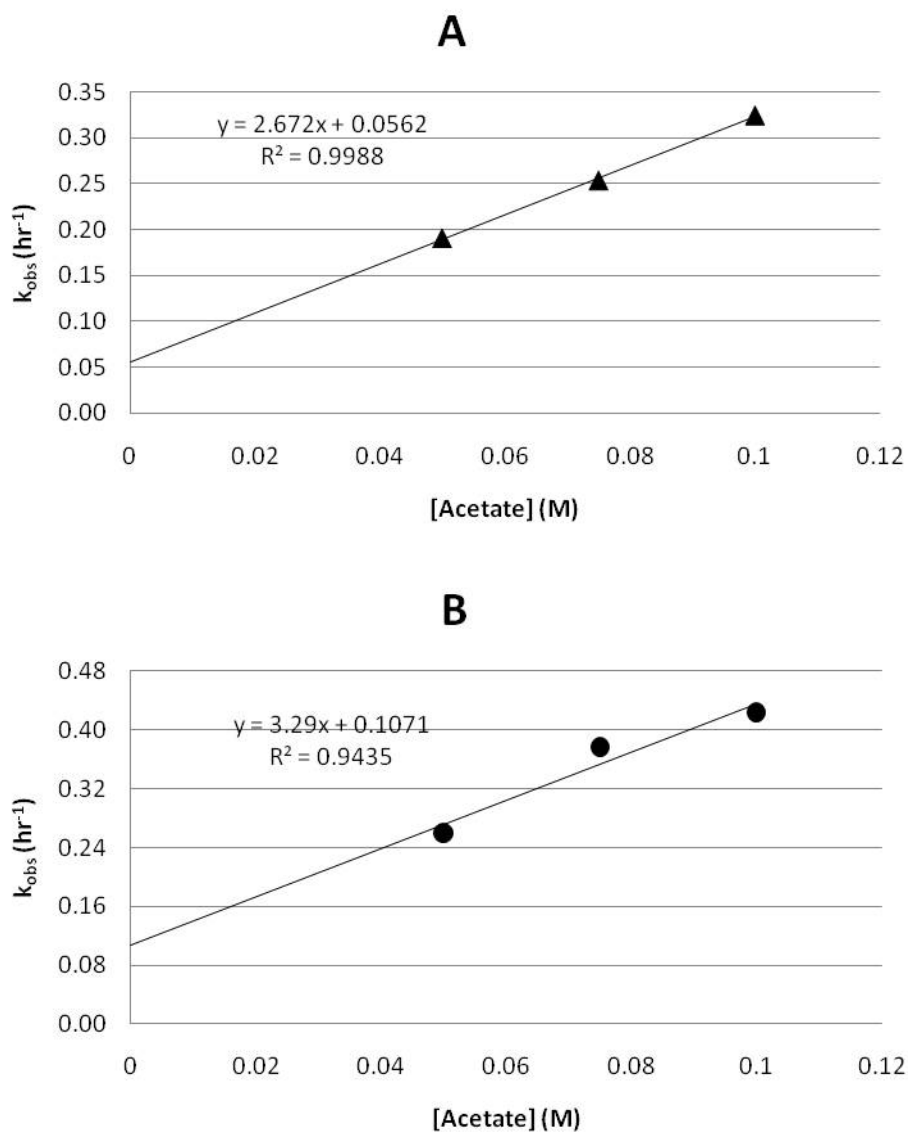 A
0.35
y = 2.672x + 0.0562
0.30
R² = 0.9988
0.25
0.20
0.15
0.10
0.05
0.00
kobs (hr-1)
0 0.02 0.04 0.06 0.08 0.1 0.12
[Acetate] (M)
B
0.48
y = 3.29x + 0.1071
0.40
R² = 0.9435
0.32
0.24
0.16
0.08
0.00
kobs (hr-1)
0 0.02 0.04 0.06 0.08 0.1 0.12
[Acetate] (M)